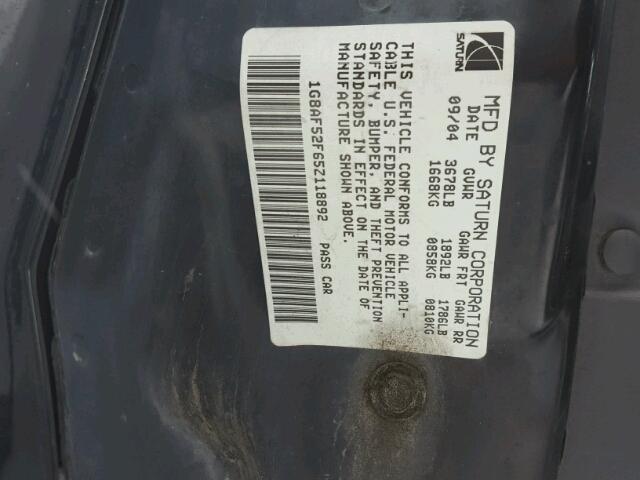 SATURN
MFD BY SATURN CORPORATION
DATE GVWR GAWR FRT GAWR RR
09/04 3678LB 1892LB 1786LB
1668KG 0858KG 0810KG
THIS VEHICLE CONFORMS TO ALL APPLI-
CABLE U.S. FEDERAL MOTOR VEHICLE
SAFETY, BUMPER, AND THEFT PREVENTION
STANDARDS IN EFFECT ON THE DATE OF
MANUFACTURE SHOWN ABOVE.
1G8AF52F65Z118892 PASS CAR